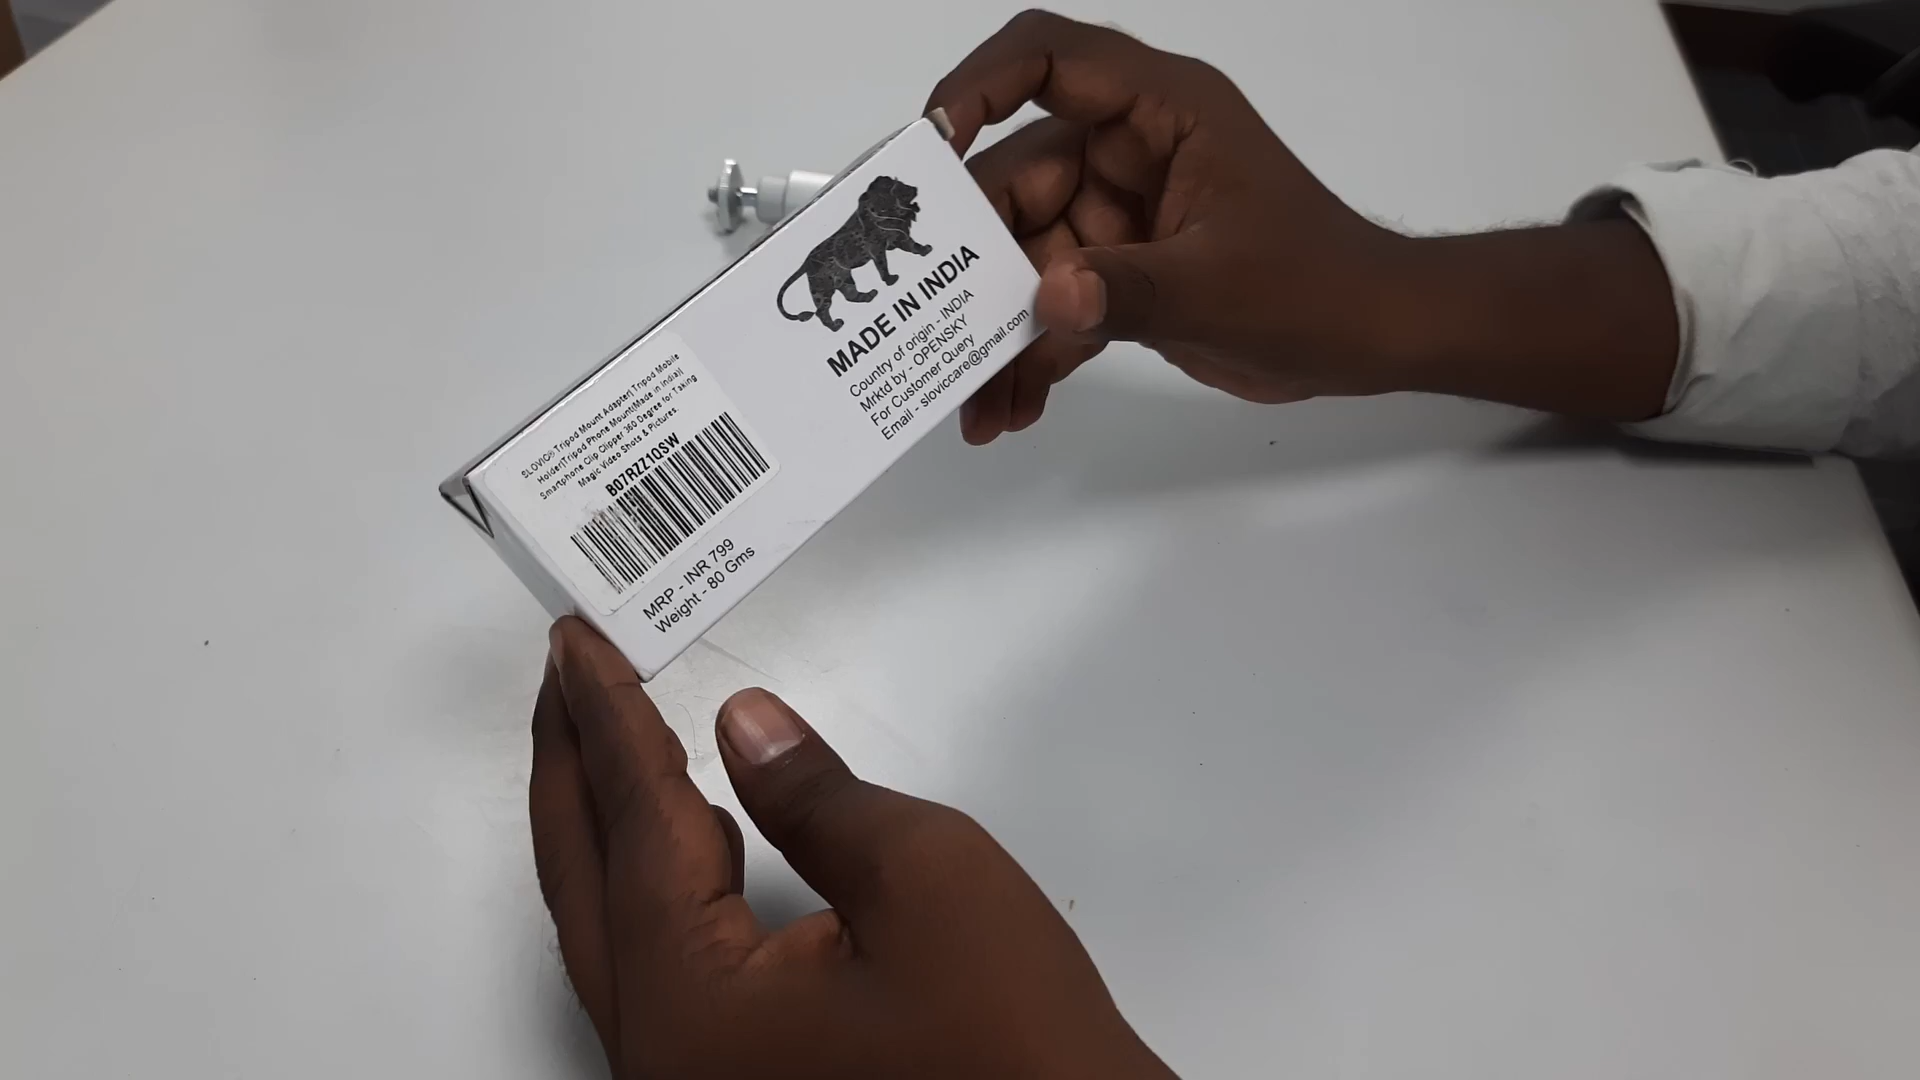 MADE IN INDIA
Country of origin - INDIA
Mrktd by - OPENSKY
For Customer Query
Email - sloviccare@gmail.com
SLOVIC® Tripod Mount Adapter| Tripod Mobile
Holder|Tripod Phone Mount(Made in India)|
Smartphone Clip Clipper 360 Degree for Taking
Magic Video Shots & Pictures.
B07RZZ1QSW
MRP - INR 799
Weight - 80 Gms